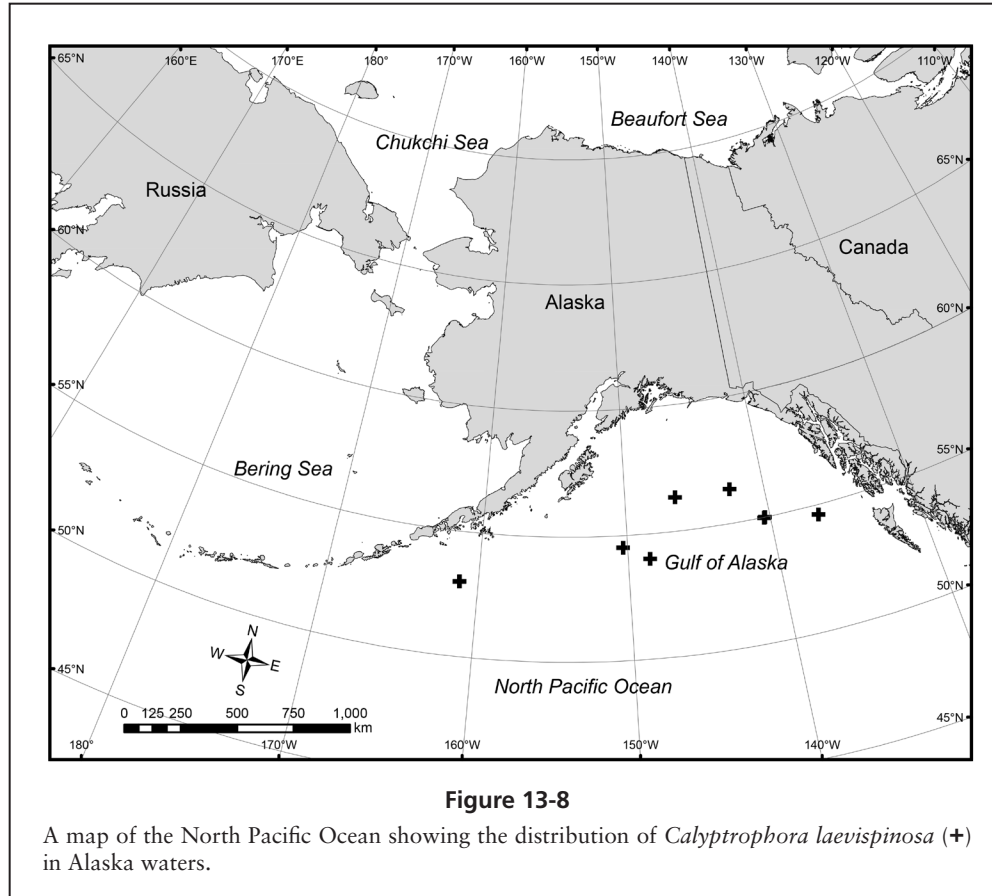 65°N 160°E 170°E 180° 170°W 160°W 150°W 140°W 130°W 120°W 110°W
Beaufort Sea
Chukchi Sea
65°N
Russia
60°N
Canada
Alaska
60°N
55°N
55°N
Bering Sea
50°N
Gulf of Alaska
50°N
N
W E
S
45°N
North Pacific Ocean
0 125 250 500 750 1,000
km
45°N
180° 170°W 160°W 150°W 140°W
Figure 13-8
A map of the North Pacific Ocean showing the distribution of Calyptrophora laevispinosa (+)
in Alaska waters.